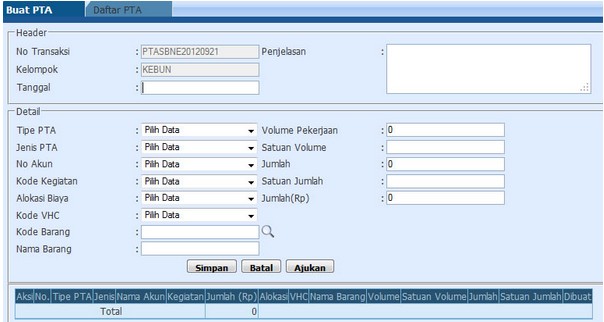 Buat PTA Daftar PTA
Header
No Transaksi : PTASBNE20120921 Penjelasan :
Kelompok : KEBUN
Tanggal :
Detail
Tipe PTA : Pilih Data Volume Pekerjaan : 0
Jenis PTA : Pilih Data Satuan Volume :
No Akun : Pilih Data Jumlah : 0
Kode Kegiatan : Pilih Data Satuan Jumlah :
Alokasi Biaya : Pilih Data Jumlah(Rp) : 0
Kode VHC : Pilih Data
Kode Barang :
Nama Barang :
Simpan Batal Ajukan
Aksi No. Tipe PTA Jenis Nama Akun Kegiatan Jumlah (Rp) Alokasi VHC Nama Barang Volume Satuan Volume Jumlah Satuan Jumlah Dibuat
Total 0